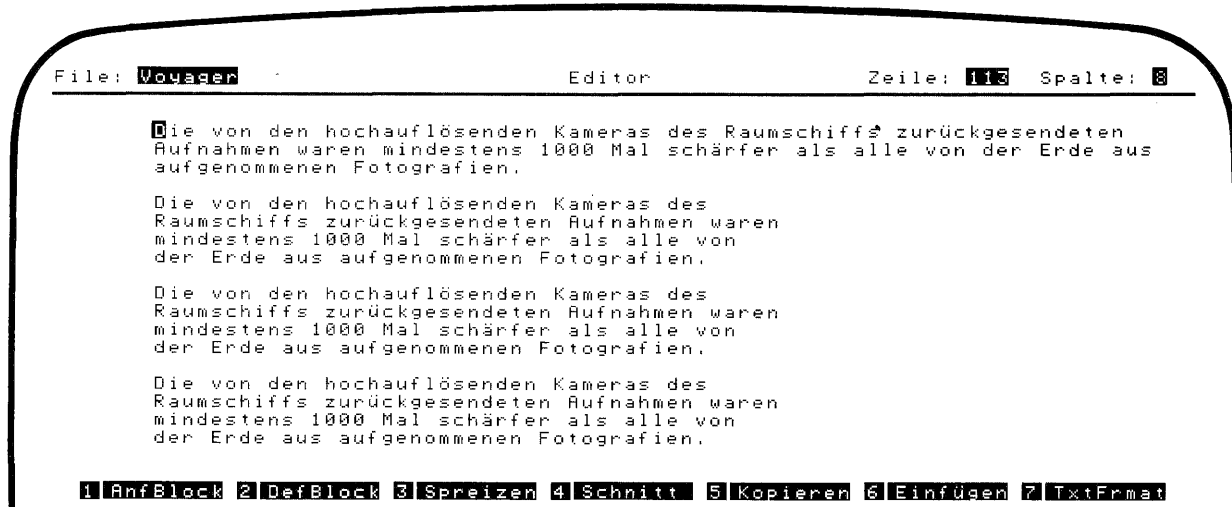 File: Voyager Editor Zeile: 113 Spalte: 8
Die von den hochauflösenden Kameras des Raumschiffs zurückgesendeten
Aufnahmen waren mindestens 1000 Mal schärfer als alle von der Erde aus
aufgenommenen Fotografien.
Die von den hochauflösenden Kameras des
Raumschiffs zurückgesendeten Aufnahmen waren
mindestens 1000 Mal schärfer als alle von
der Erde aus aufgenommenen Fotografien.
Die von den hochauflösenden Kameras des
Raumschiffs zurückgesendeten Aufnahmen waren
mindestens 1000 Mal schärfer als alle von
der Erde aus aufgenommenen Fotografien.
Die von den hochauflösenden Kameras des
Raumschiffs zurückgesendeten Aufnahmen waren
mindestens 1000 Mal schärfer als alle von
der Erde aus aufgenommenen Fotografien.
1 AnfBlock 2 DefBlock 3 Spreizen 4 Schnitt 5 Kopieren 6 Einfügen 7 TxtFrmat